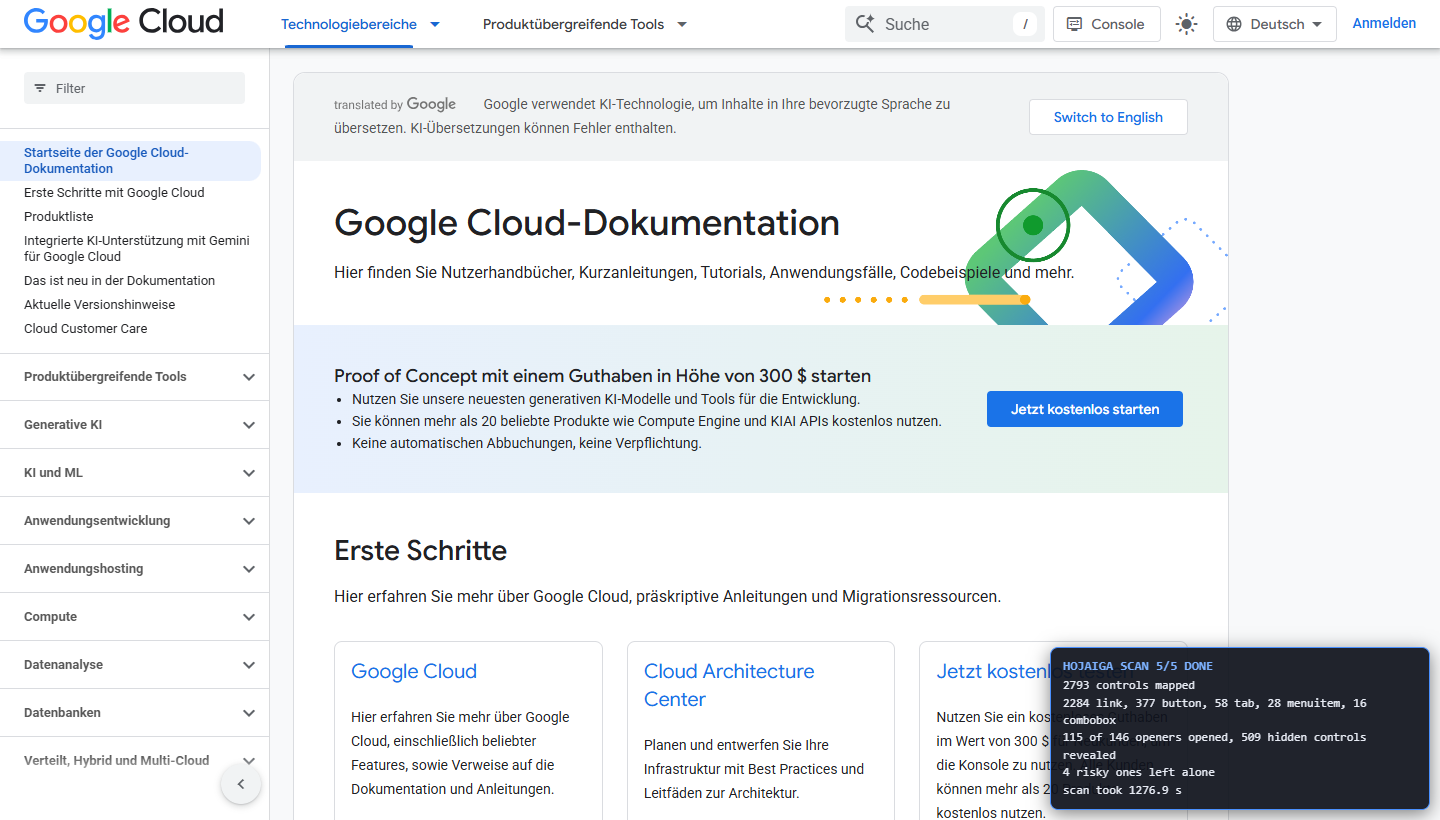 Google Cloud
Technologiebereiche
Produktübergreifende Tools
Suche
/
Console
Deutsch
Anmelden
Filter
Startseite der Google Cloud-
Dokumentation
Erste Schritte mit Google Cloud
Produktliste
Integrierte KI-Unterstützung mit Gemini
für Google Cloud
Das ist neu in der Dokumentation
Aktuelle Versionshinweise
Cloud Customer Care
Produktübergreifende Tools
Generative KI
KI und ML
Anwendungsentwicklung
Anwendungshosting
Compute
Datenanalyse
Datenbanken
Verteilt, Hybrid und Multi-Cloud
translated by Google
Google verwendet KI-Technologie, um Inhalte in Ihre bevorzugte Sprache zu
übersetzen. KI-Übersetzungen können Fehler enthalten.
Switch to English
Google Cloud-Dokumentation
Hier finden Sie Nutzerhandbücher, Kurzanleitungen, Tutorials, Anwendungsfälle, Codebeispiele und mehr.
Proof of Concept mit einem Guthaben in Höhe von 300 $ starten
• Nutzen Sie unsere neuesten generativen KI-Modelle und Tools für die Entwicklung.
• Sie können mehr als 20 beliebte Produkte wie Compute Engine und KIAI APIs kostenlos nutzen.
• Keine automatischen Abbuchungen, keine Verpflichtung.
Jetzt kostenlos starten
Erste Schritte
Hier erfahren Sie mehr über Google Cloud, präskriptive Anleitungen und Migrationsressourcen.
Google Cloud
Hier erfahren Sie mehr über Google
Cloud, einschließlich beliebter
Features, sowie Verweise auf die
Dokumentation und Anleitungen.
Cloud Architecture
Center
Planen und entwerfen Sie Ihre
Infrastruktur mit Best Practices und
Leitfäden zur Architektur.
Jetzt kostenlos testen
Nutzen Sie ein kostenloses Guthaben
im Wert von 300 $
die Konsole zu nutzen
können mehr als 20
kostenlos nutzen.
HOJAIGA SCAN 5/5 DONE
2793 controls mapped
2284 link, 377 button, 58 tab, 28 menuitem, 16
combobox
115 of 146 openers opened, 509 hidden controls
revealed
4 risky ones left alone
scan took 1276.9 s